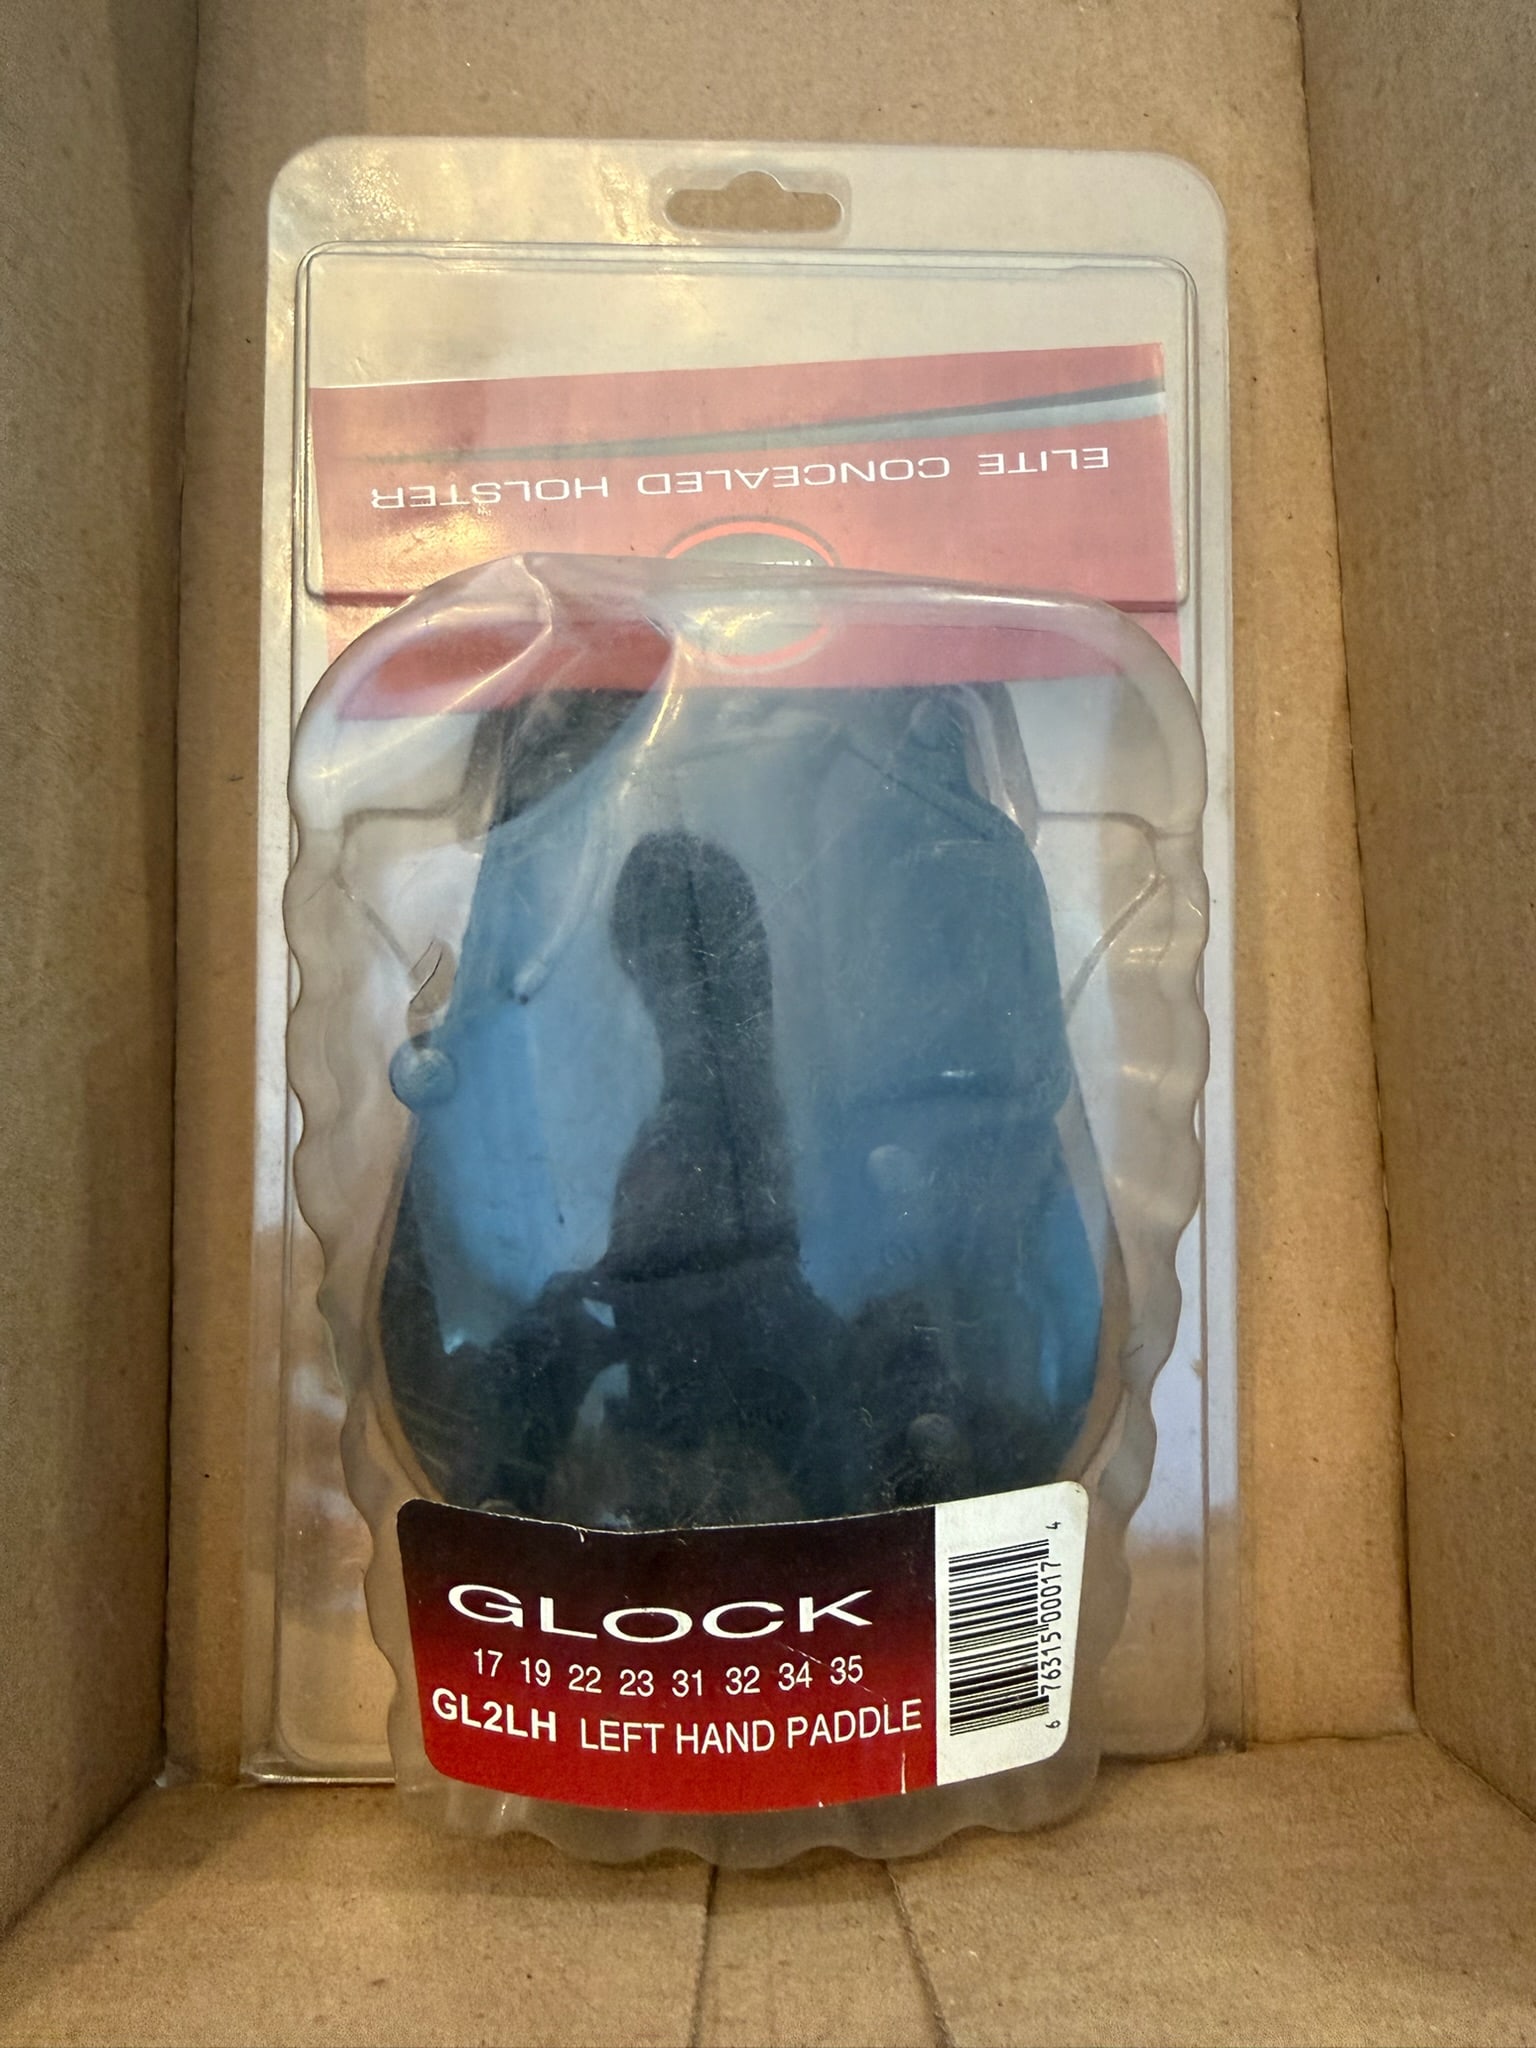 ELITE CONCEALED HOLSTER
GLOCK
17 19 22 23 31 32 34 35
GL2LH LEFT HAND PADDLE
6 76315 00017 4